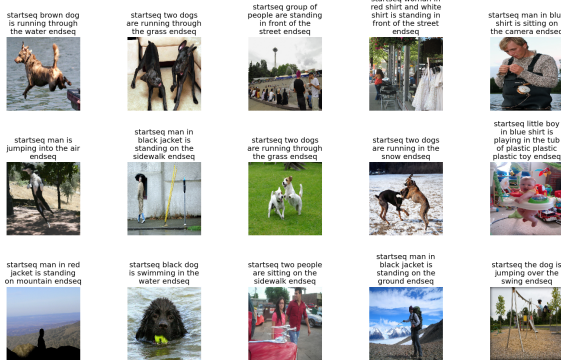 startseq brown dog
is running through
the water endseq
startseq two dogs
are running through
the grass endseq
startseq group of
people are standing
in front of the
street endseq
red shirt and white
shirt is standing in
front of the street
endseq
startseq man in blue
shirt is sitting on
the camera endseq
startseq man is
jumping into the air
endseq
startseq man in
black jacket is
standing on the
sidewalk endseq
startseq two dogs
are running through
the grass endseq
startseq two dogs
are running in the
snow endseq
startseq little boy
in blue shirt is
playing in the tub
of plastic plastic
plastic toy endseq
startseq man in red
jacket is standing
on mountain endseq
startseq black dog
is swimming in the
water endseq
startseq two people
are sitting on the
sidewalk endseq
startseq man in
black jacket is
standing on the
ground endseq
startseq the dog is
jumping over the
swing endseq